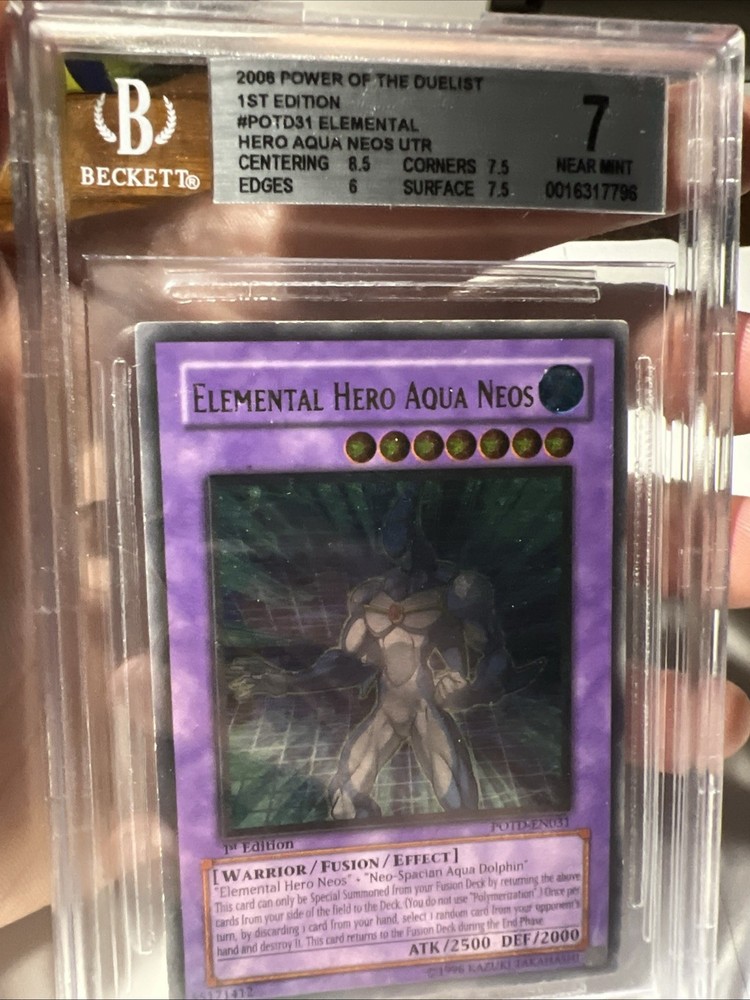 B
BECKETT®
2006 POWER OF THE DUELIST
1ST EDITION
#POTD31 ELEMENTAL
HERO AQUA NEOS UTR
CENTERING 8.5 CORNERS 7.5
EDGES 6 SURFACE 7.5
7
NEAR MINT
0016317796
ELEMENTAL HERO AQUA NEOS
POTD-EN031
1st Edition
[WARRIOR/FUSION/EFFECT]
"Elemental Hero Neos" + "Neo-Spacian Aqua Dolphin"
This card can only be Special Summoned from your Fusion Deck by returning the above
cards from your side of the field to the Deck. (You do not use "Polymerization".) Once per
turn, by discarding 1 card from your hand, select 1 random card from your opponent's
hand and destroy it. This card returns to the Fusion Deck during the End Phase.
ATK/2500 DEF/2000
©1996 KAZUKI TAKAHASHI
55171412